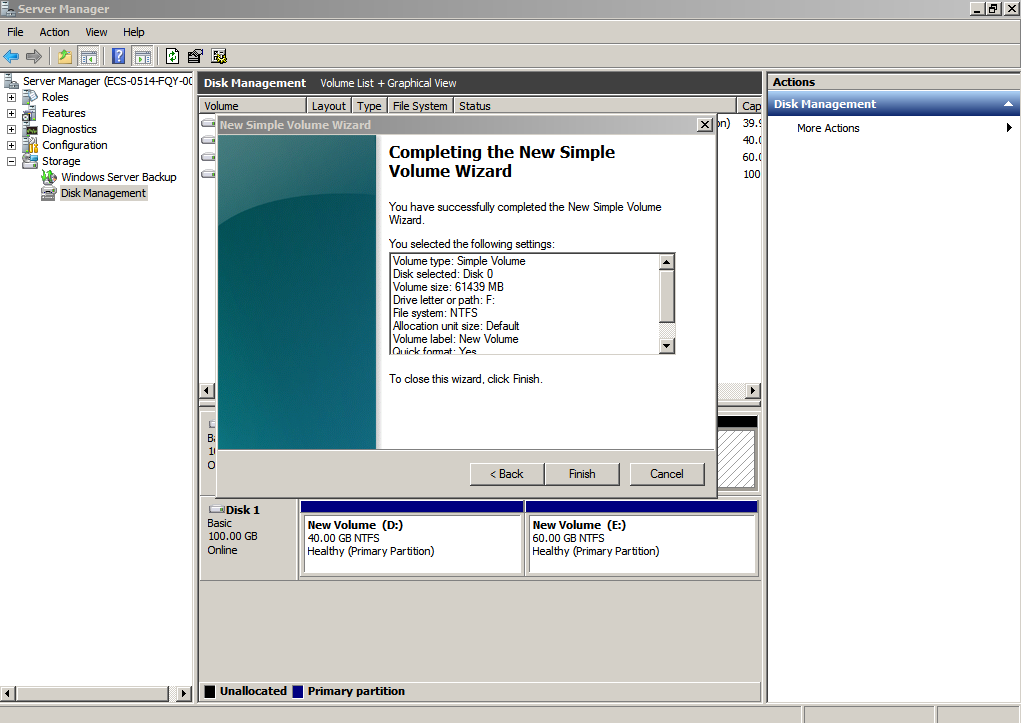 Server Manager
File Action View Help
Server Manager (ECS-0514-FQY-00
Roles
Features
Diagnostics
Configuration
Storage
Windows Server Backup
Disk Management
Disk Management Volume List + Graphical View
Volume Layout Type File System Status Cap
on) 39.9
40.0
60.0
100
New Simple Volume Wizard
Completing the New Simple
Volume Wizard
You have successfully completed the New Simple Volume
Wizard.
You selected the following settings:
Volume type: Simple Volume
Disk selected: Disk 0
Volume size: 61439 MB
Drive letter or path: F:
File system: NTFS
Allocation unit size: Default
Volume label: New Volume
Quick format: Yes
To close this wizard, click Finish.
< Back Finish Cancel
Ba
10
O
Disk 1
Basic
100.00 GB
Online
New Volume (D:)
40.00 GB NTFS
Healthy (Primary Partition)
New Volume (E:)
60.00 GB NTFS
Healthy (Primary Partition)
Unallocated Primary partition
Actions
Disk Management
More Actions